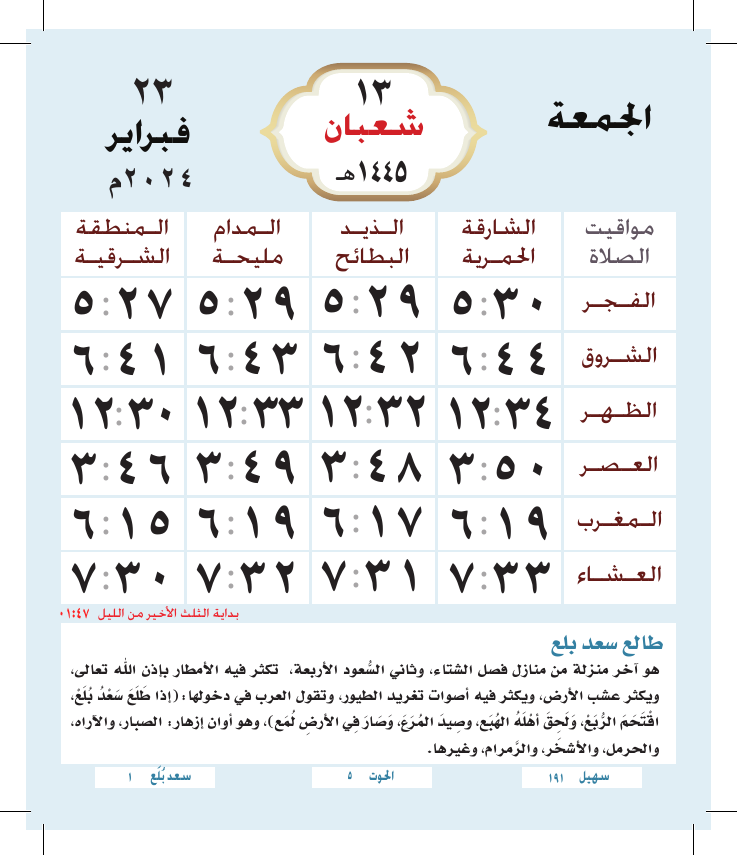 الجمعة
١٣
شعبان
١٤٤٥هـ
٢٣
فبراير
٢٠٢٤م
مواقيت الصلاة | الشارقة الحمرية | الذيد البطائح | المدام مليحة | المنطقة الشرقية
الفجر ٥:٣٠ ٥:٢٩ ٥:٢٩ ٥:٢٧
الشروق ٦:٤٤ ٦:٤٢ ٦:٤٣ ٦:٤١
الظهر ١٢:٣٤ ١٢:٣٢ ١٢:٣٣ ١٢:٣٠
العصر ٣:٥٠ ٣:٤٨ ٣:٤٩ ٣:٤٦
المغرب ٦:١٩ ٦:١٧ ٦:١٩ ٦:١٥
العشاء ٧:٣٣ ٧:٣١ ٧:٣٢ ٧:٣٠
بداية الثلث الأخير من الليل ٠١:٤٧
طالع سعد بلع
هو آخر منزلة من منازل فصل الشتاء، وثاني السُّعود الأربعة، تكثر فيه الأمطار بإذن الله تعالى،
ويكثر عشب الأرض، ويكثر فيه أصوات تغريد الطيور، وتقول العرب في دخولها: (إذا طَلَعَ سَعْدُ بُلَعْ،
اقْتَحَمَ الرُّبَعْ، وَلَحِقَ أهْلَهُ الهُبَع، وصِيدَ المُرَعَ، وَصَارَ فِي الأرضِ لُمَع)، وهو أوان إزهار: الصبار، والآراه،
والحرمل، والأشخر، والرَّمرام، وغيرها.
سهيل ١٩١
الحوت ٥
سعد بُلَع ١